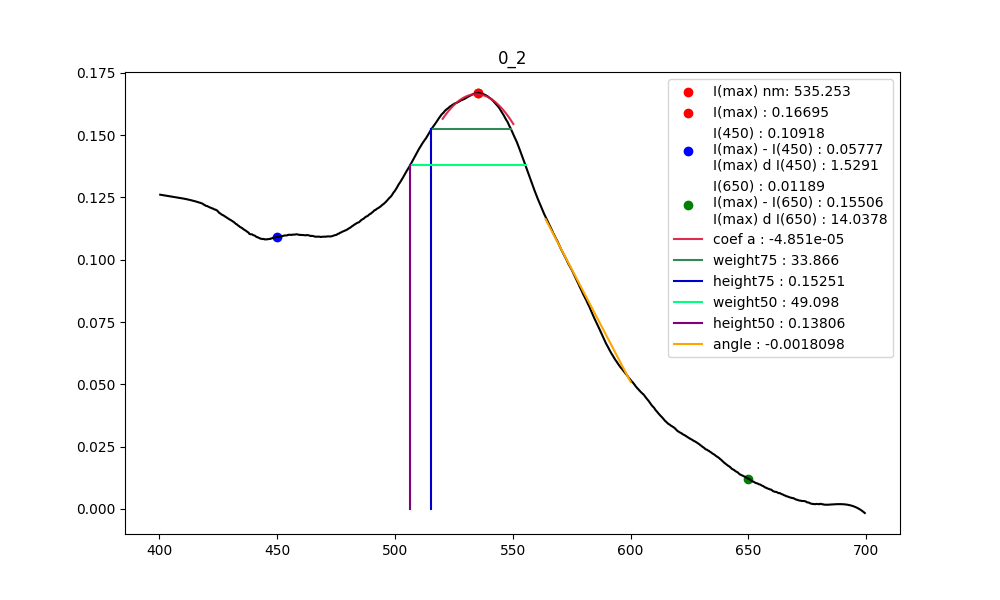 0_2
0.175
0.150
0.125
0.100
0.075
0.050
0.025
0.000
400
450
500
550
600
650
700
I(max) nm: 535.253
I(max) : 0.16695
I(450) : 0.10918
I(max) - I(450) : 0.05777
I(max) d I(450) : 1.5291
I(650) : 0.01189
I(max) - I(650) : 0.15506
I(max) d I(650) : 14.0378
coef a : -4.851e-05
weight75 : 33.866
height75 : 0.15251
weight50 : 49.098
height50 : 0.13806
angle : -0.0018098